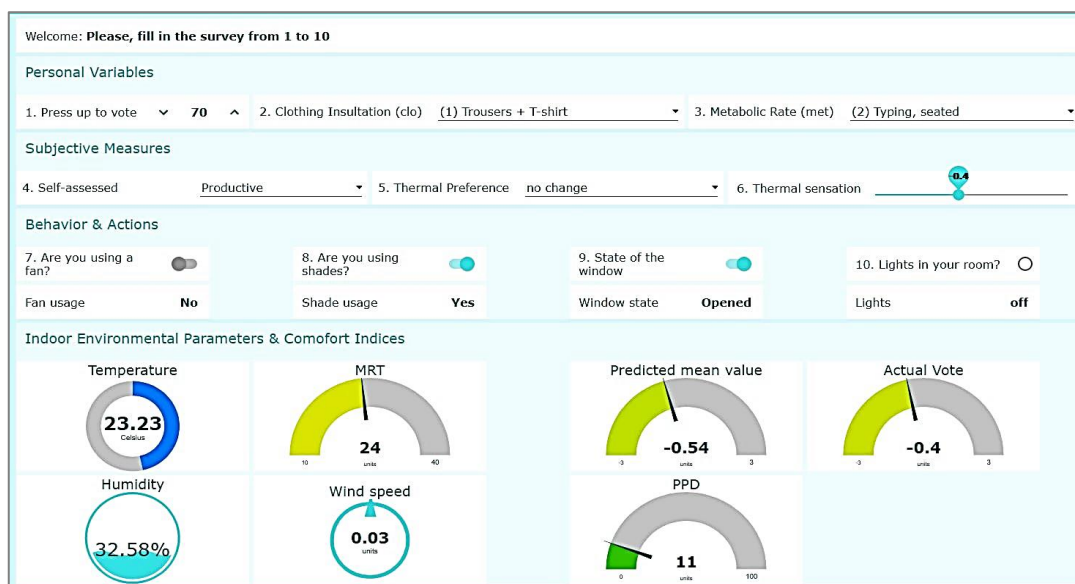 Welcome: Please, fill in the survey from 1 to 10
Personal Variables
1. Press up to vote 70 2. Clothing Insultation (clo) (1) Trousers + T-shirt 3. Metabolic Rate (met) (2) Typing, seated
Subjective Measures
4. Self-assessed Productive 5. Thermal Preference no change 6. Thermal sensation -0.4
Behavior & Actions
7. Are you using a fan?
8. Are you using shades?
9. State of the window
10. Lights in your room?
Fan usage No Shade usage Yes Window state Opened Lights off
Indoor Environmental Parameters & Comofort Indices
Temperature
23.23
Celsius
MRT
24
units
10 40
Predicted mean value
-0.54
units
-3 3
Actual Vote
-0.4
units
-3 3
Humidity
32.58%
Wind speed
0.03
units
PPD
11
units
0 100